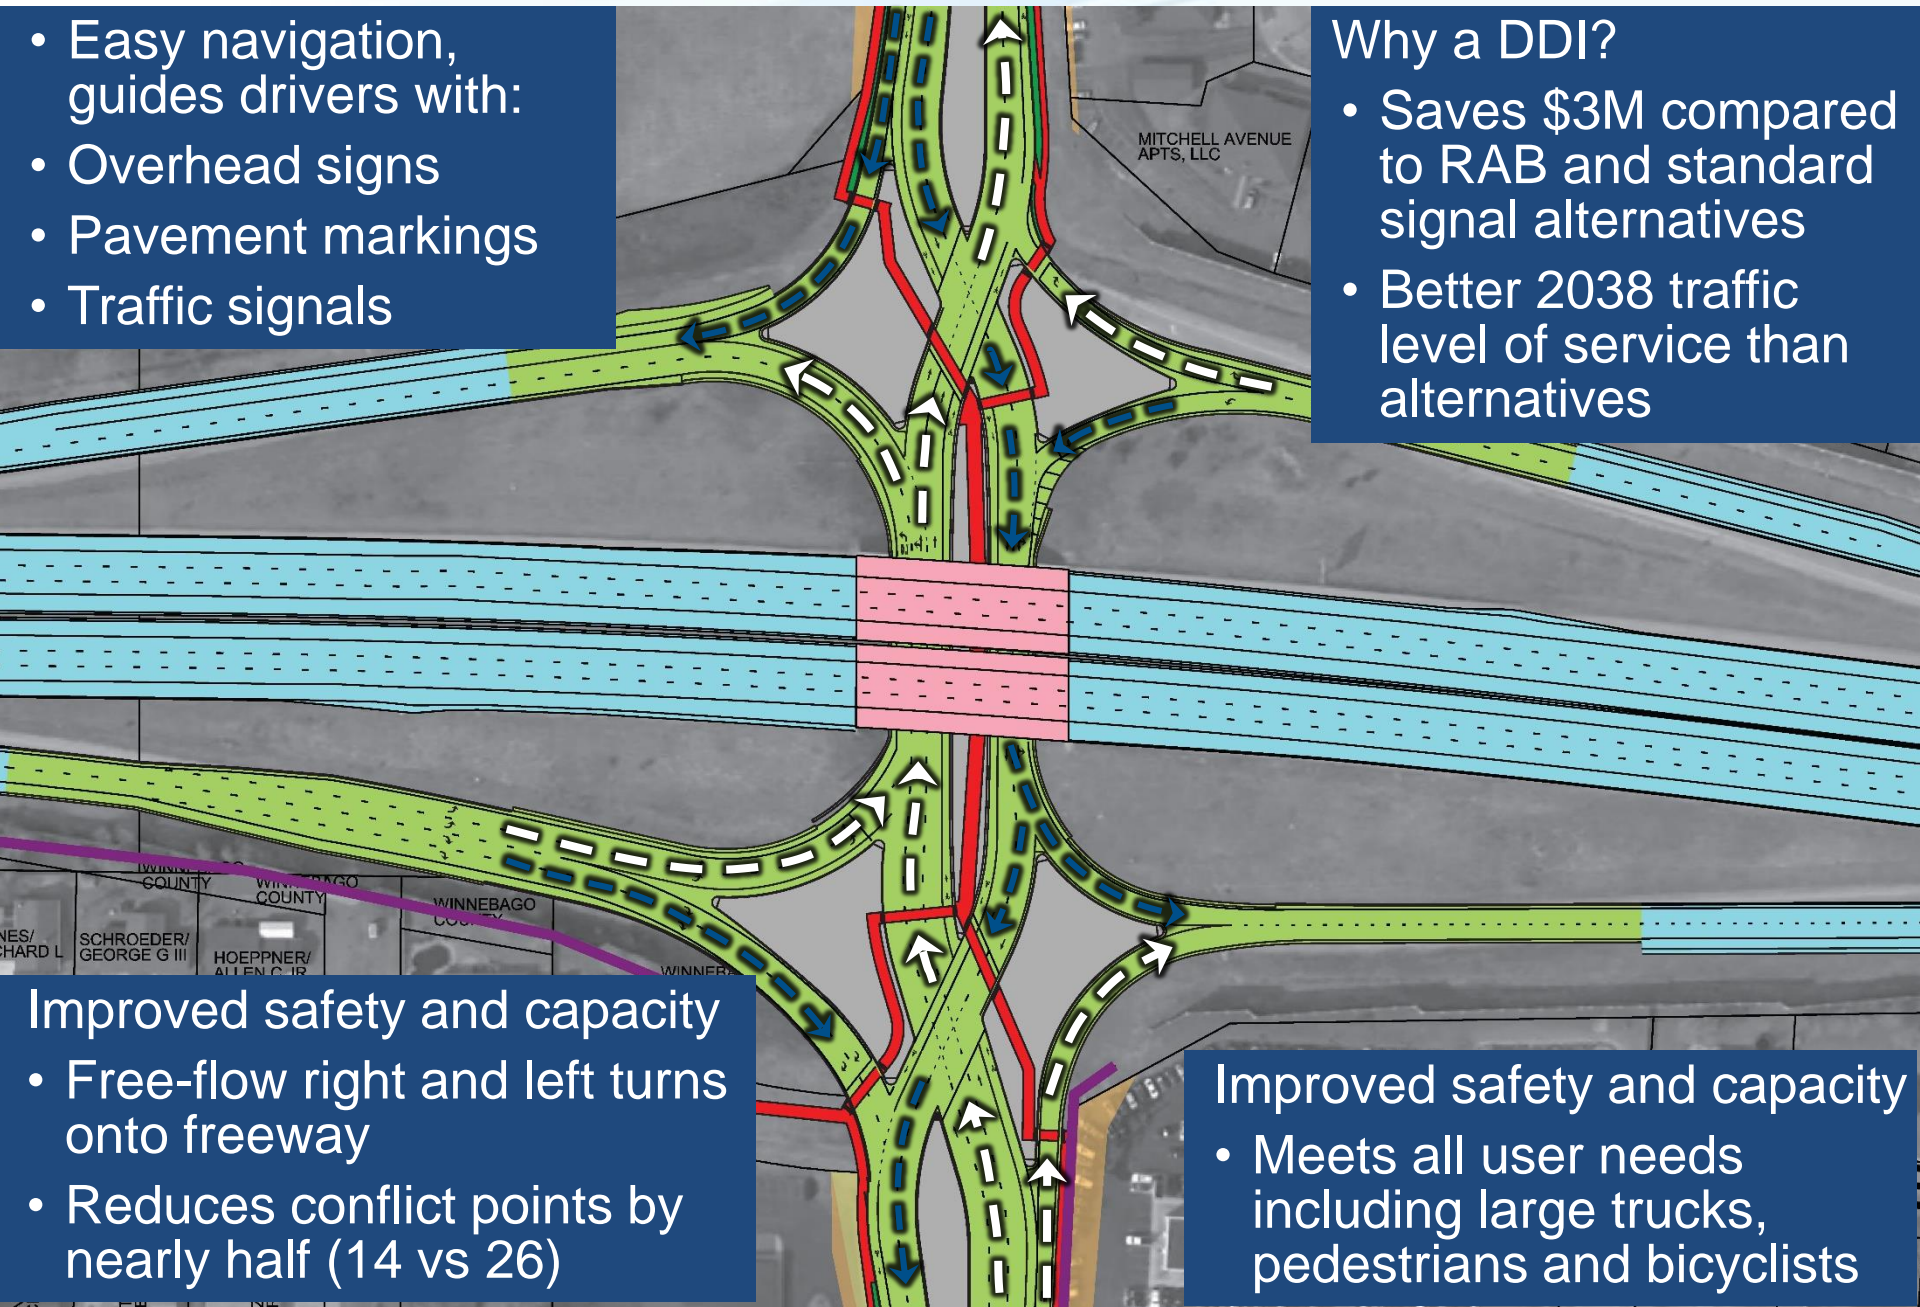 • Easy navigation,
guides drivers with:
• Overhead signs
• Pavement markings
• Traffic signals
Why a DDI?
• Saves $3M compared
to RAB and standard
signal alternatives
• Better 2038 traffic
level of service than
alternatives
MITCHELL AVENUE
APTS, LLC
COUNTY
COUNTY
WINNEBAGO
SCHROEDER/
GEORGE G III
HOEPPNER/
Improved safety and capacity
• Free-flow right and left turns
onto freeway
• Reduces conflict points by
nearly half (14 vs 26)
Improved safety and capacity
• Meets all user needs
including large trucks,
pedestrians and bicyclists